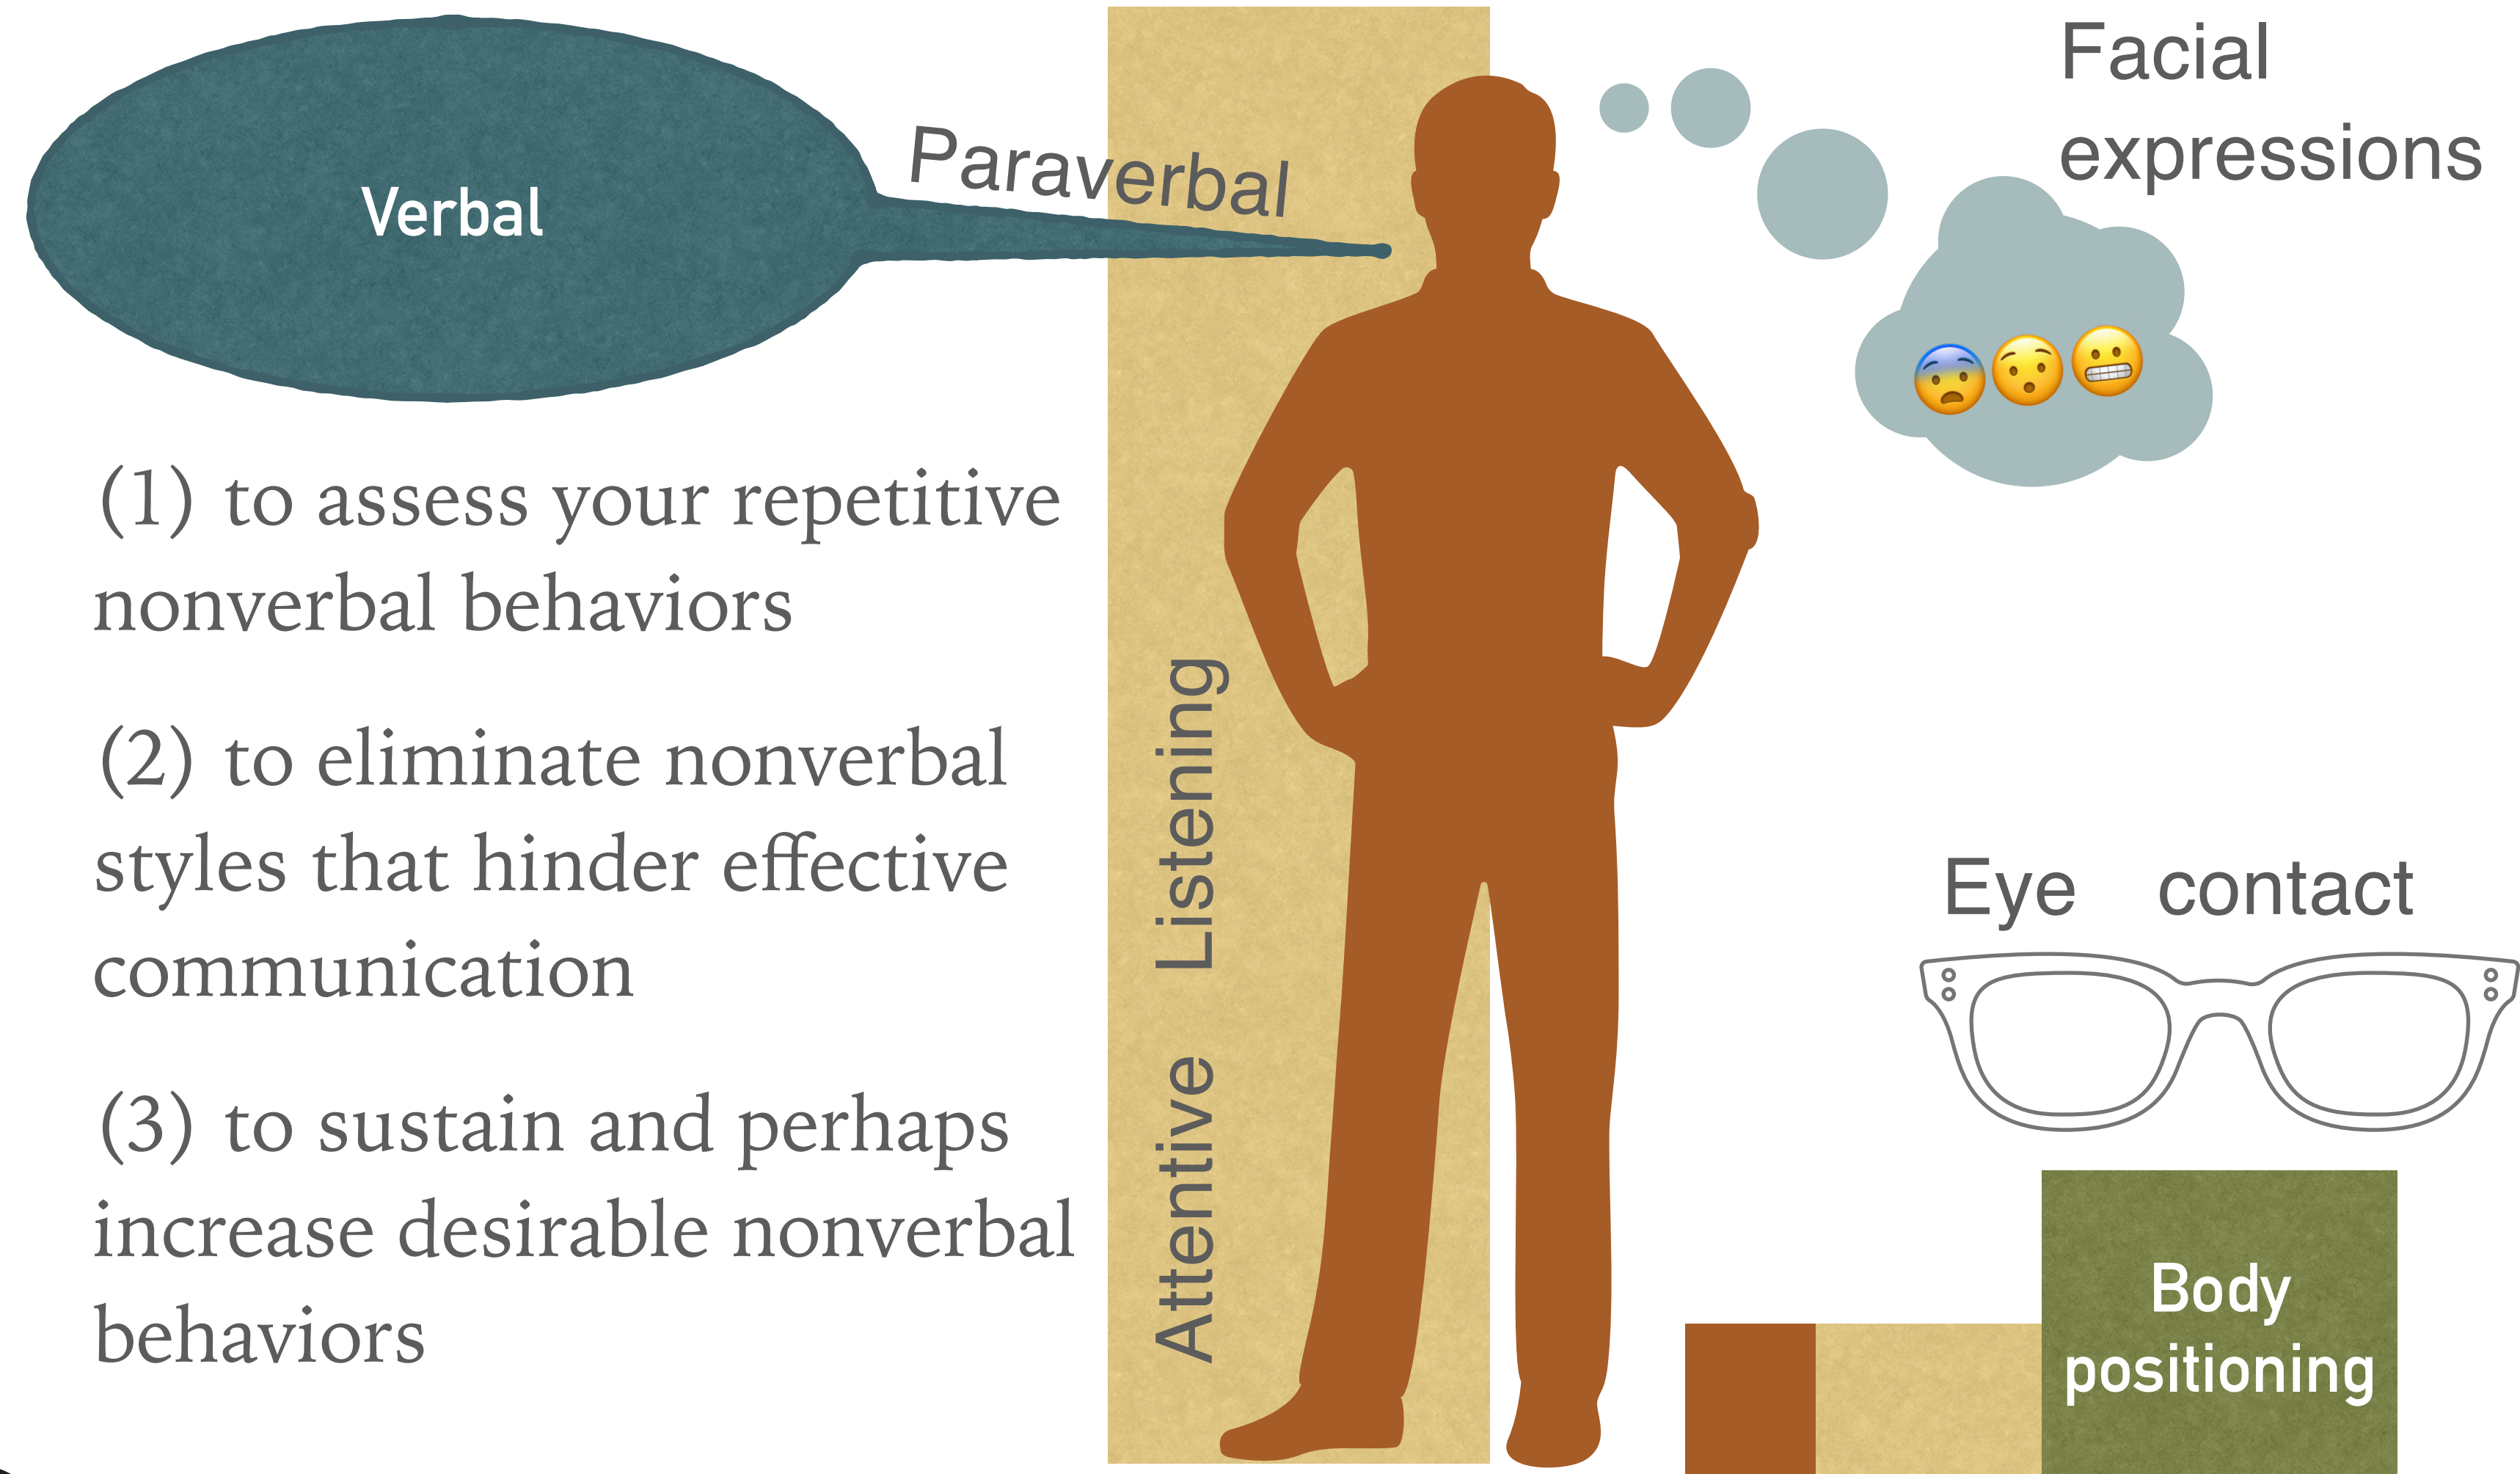 Verbal
Paraverbal
Facial
expressions
(1) to assess your repetitive
nonverbal behaviors
(2) to eliminate nonverbal
styles that hinder effective
communication
(3) to sustain and perhaps
increase desirable nonverbal
behaviors
Attentive Listening
Eye contact
Body
positioning